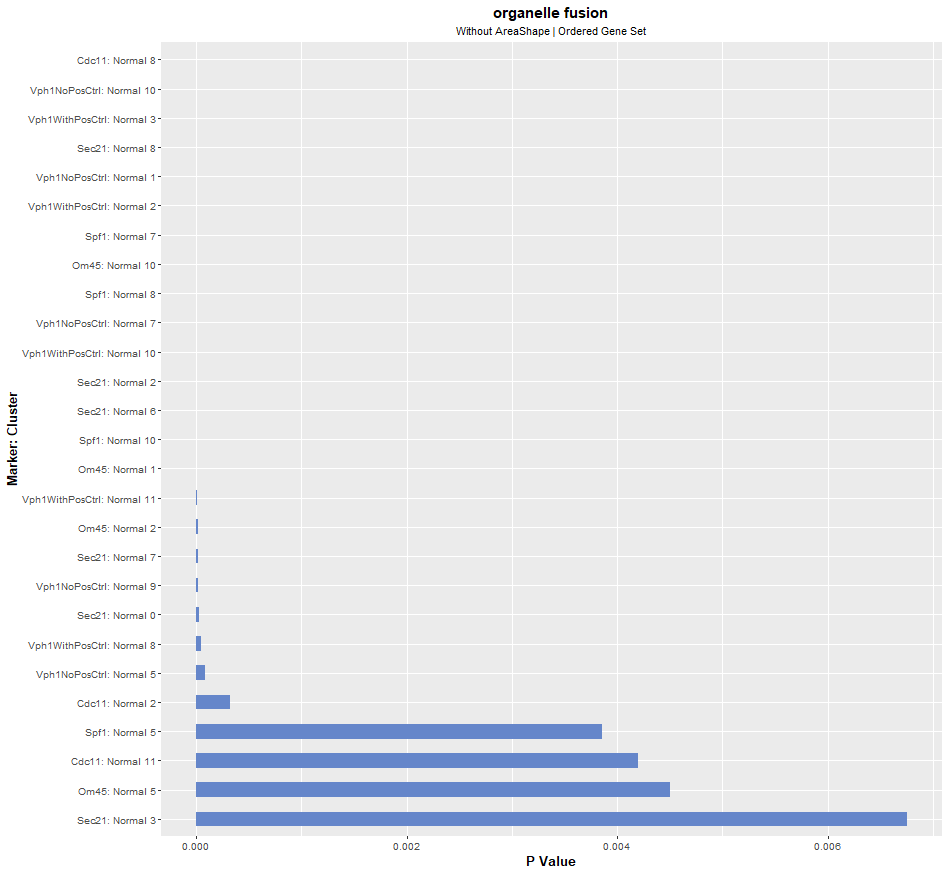 organelle fusion
Without AreaShape | Ordered Gene Set
Cdc11: Normal 8
Vph1NoPosCtrl: Normal 10
Vph1WithPosCtrl: Normal 3
Sec21: Normal 8
Vph1NoPosCtrl: Normal 1
Vph1WithPosCtrl: Normal 2
Spf1: Normal 7
Om45: Normal 10
Spf1: Normal 8
Vph1NoPosCtrl: Normal 7
Vph1WithPosCtrl: Normal 10
Sec21: Normal 2
Sec21: Normal 6
Spf1: Normal 10
Om45: Normal 1
Vph1WithPosCtrl: Normal 11
Om45: Normal 2
Sec21: Normal 7
Vph1NoPosCtrl: Normal 9
Sec21: Normal 0
Vph1WithPosCtrl: Normal 8
Vph1NoPosCtrl: Normal 5
Cdc11: Normal 2
Spf1: Normal 5
Cdc11: Normal 11
Om45: Normal 5
Sec21: Normal 3
Marker: Cluster
0.000 0.002 0.004 0.006
P Value